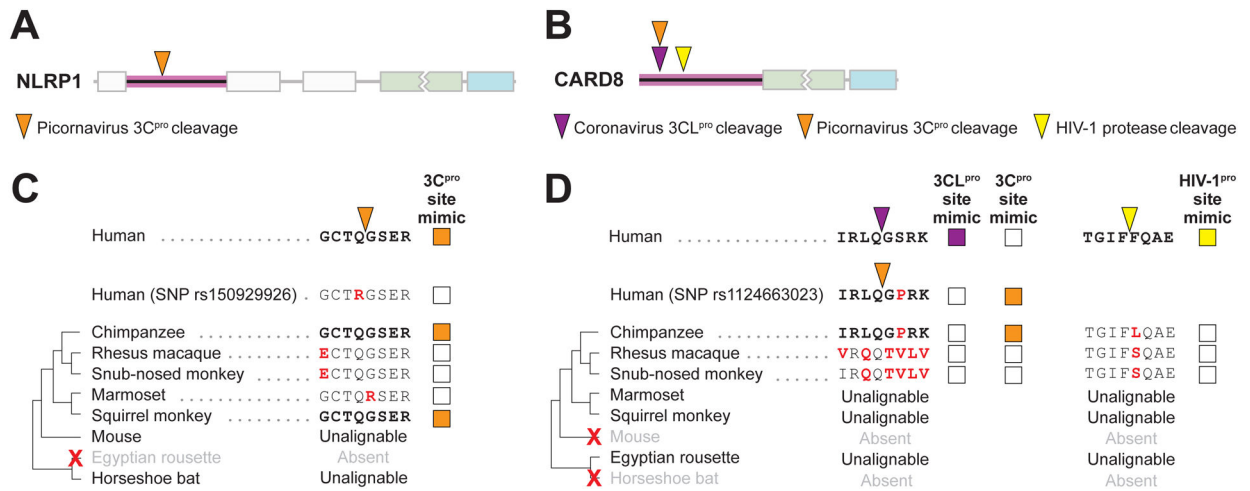 A
NLRP1
Picornavirus 3Cpro cleavage
B
CARD8
Coronavirus 3CLpro cleavage
Picornavirus 3Cpro cleavage
HIV-1 protease cleavage
C
3Cpro
site
mimic
Human GCTQGSER
Human (SNP rs150929926) GCTRGSER
Chimpanzee GCTQGSER
Rhesus macaque ECTQGSER
Snub-nosed monkey ECTQGSER
Marmoset GCTQRSER
Squirrel monkey GCTQGSER
Mouse Unalignable
X Egyptian rousette Absent
Horseshoe bat Unalignable
D
3CLpro
site
mimic
3Cpro
site
mimic
HIV-1pro
site
mimic
Human IRLQGSRK TGIFFQAE
Human (SNP rs1124663023) IRLQGPRK
Chimpanzee IRLQGPRK TGIFLQAE
Rhesus macaque VRQQTVLV TGIFSQAE
Snub-nosed monkey IRQQTVLV TGIFSQAE
Marmoset Unalignable Unalignable
Squirrel monkey Unalignable Unalignable
X Mouse Absent Absent
Egyptian rousette Unalignable Unalignable
X Horseshoe bat Absent Absent